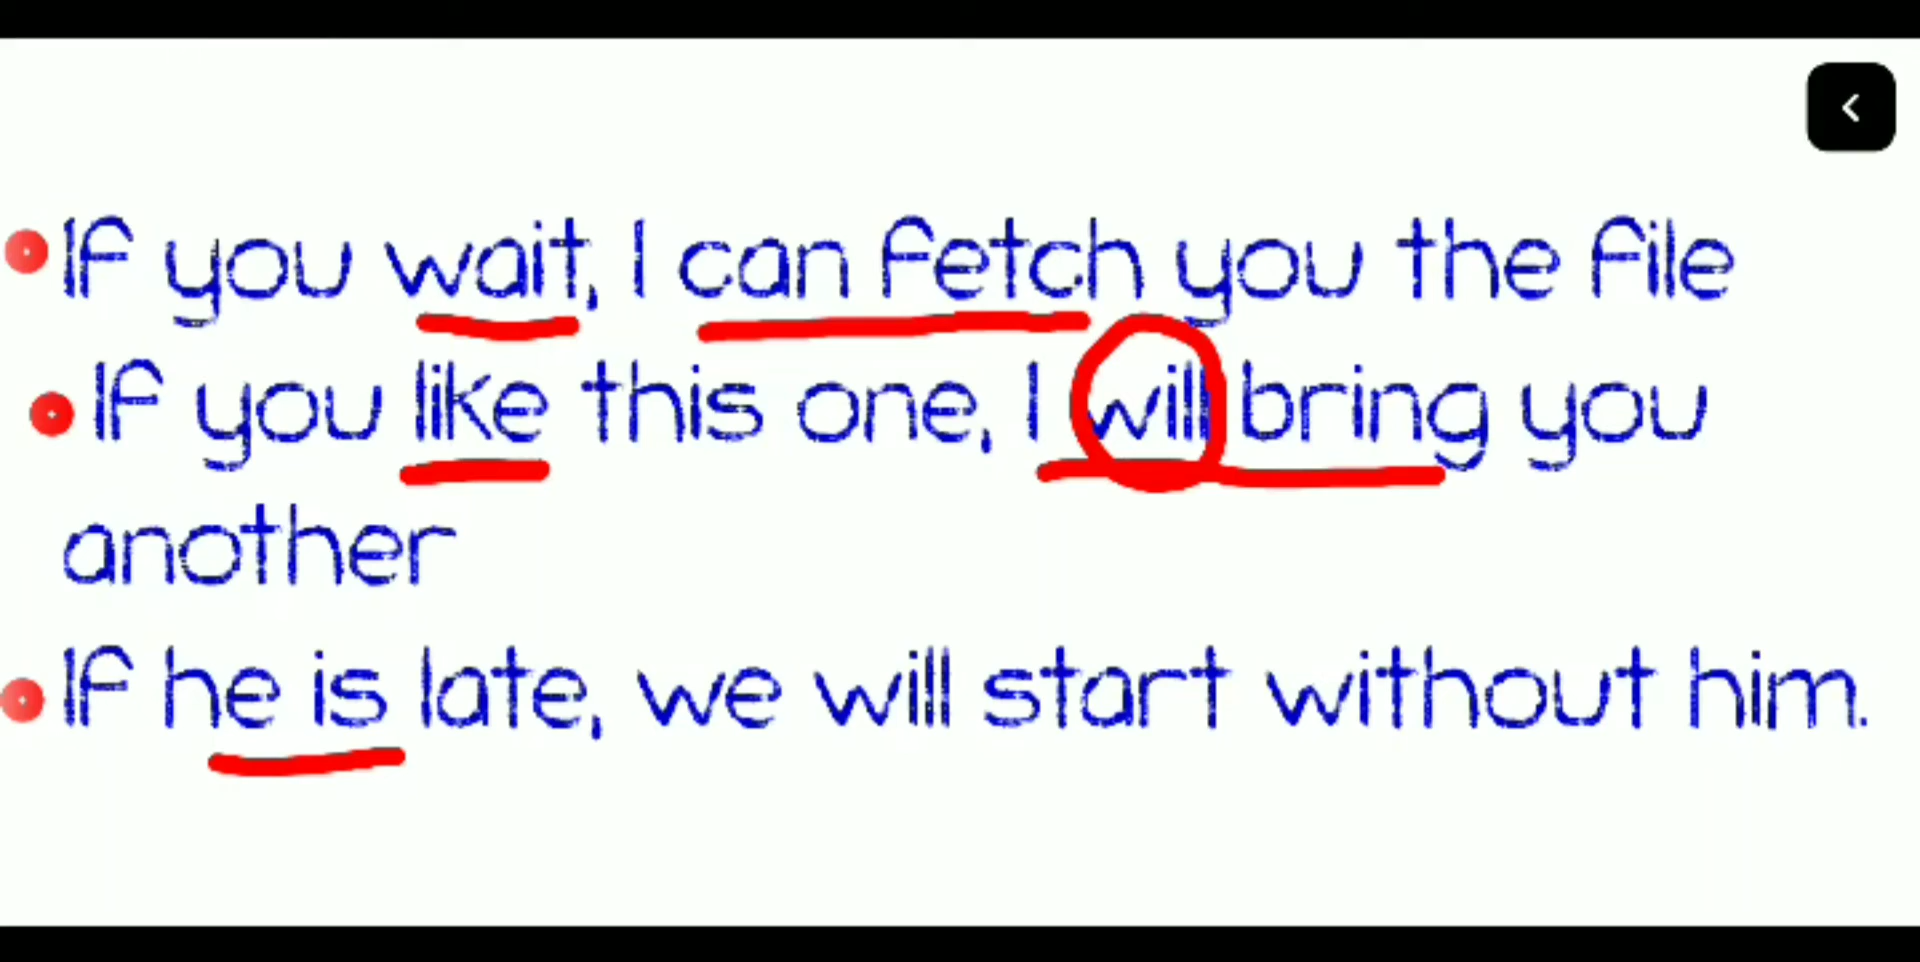 If you wait, I can fetch you the file
If you like this one, I will bring you
another
If he is late, we will start without him.